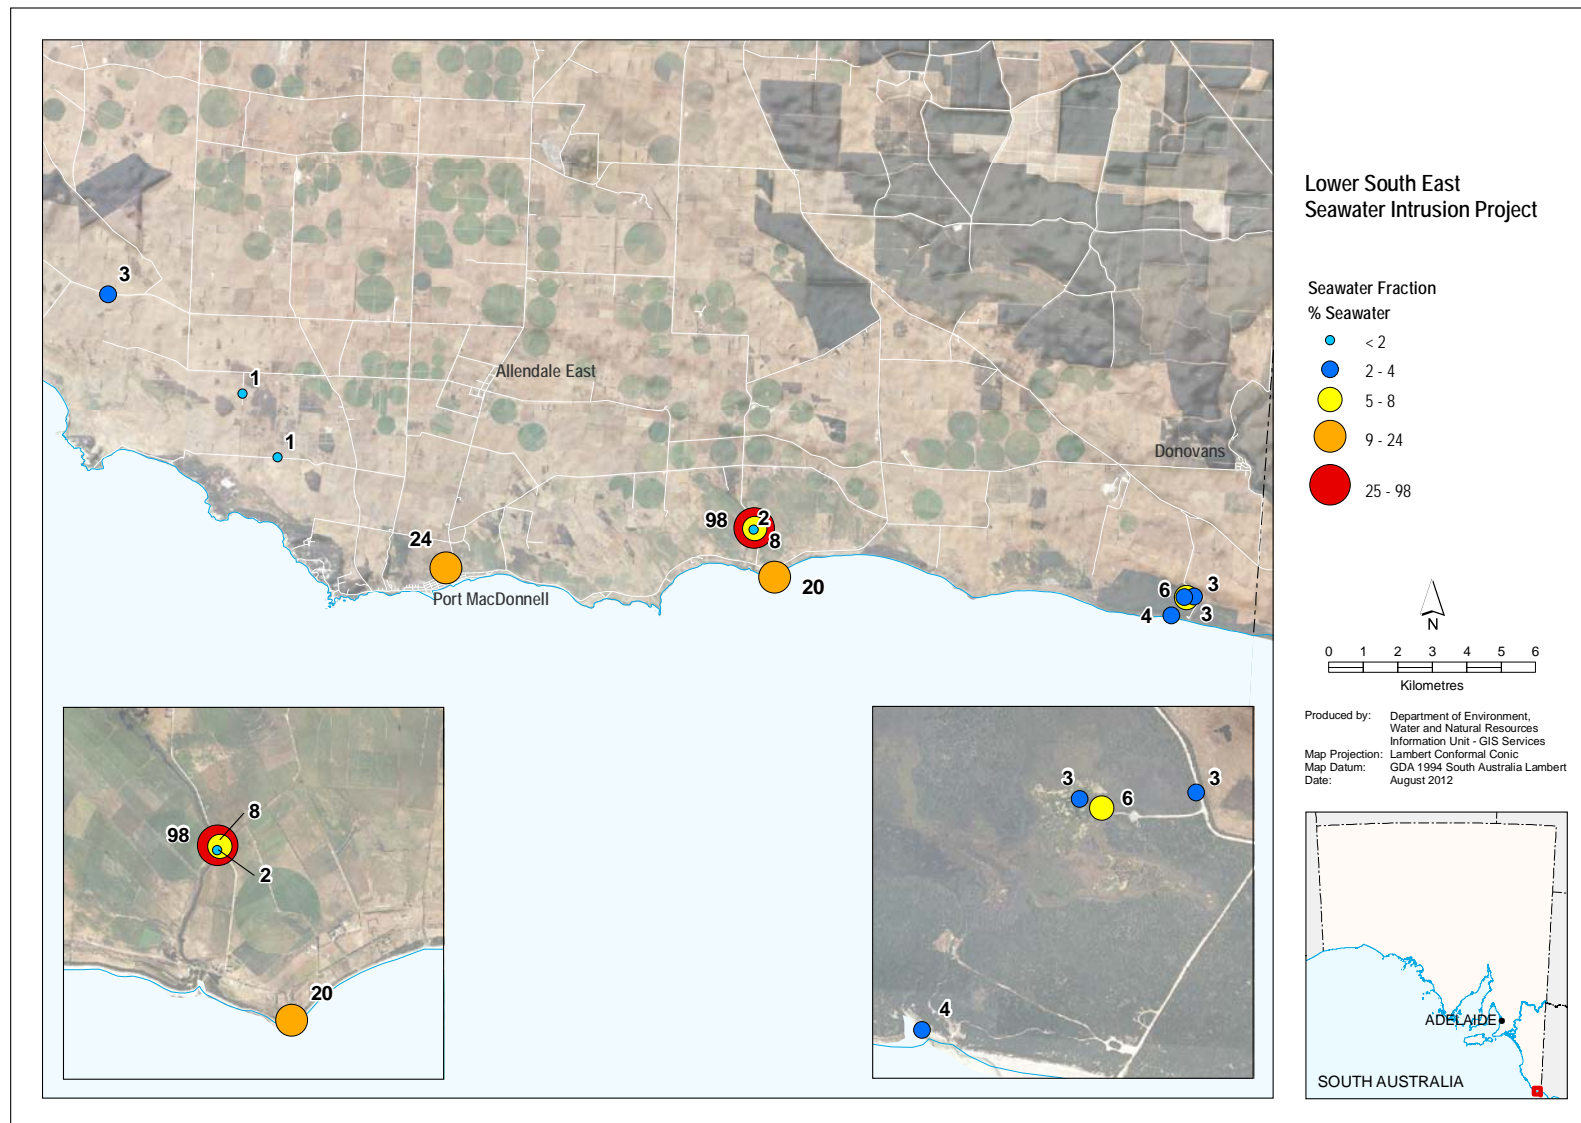 3
1
1
Allendale East
Donovans
24
Port MacDonnell
98
2
8
20
6
3
4
3
98
8
2
20
3
6
3
4
Lower South East
Seawater Intrusion Project
Seawater Fraction
% Seawater
< 2
2 - 4
5 - 8
9 - 24
25 - 98
N
0 1 2 3 4 5 6
Kilometres
Produced by: Department of Environment,
Water and Natural Resources
Information Unit - GIS Services
Map Projection: Lambert Conformal Conic
Map Datum: GDA 1994 South Australia Lambert
Date: August 2012
ADELAIDE
SOUTH AUSTRALIA